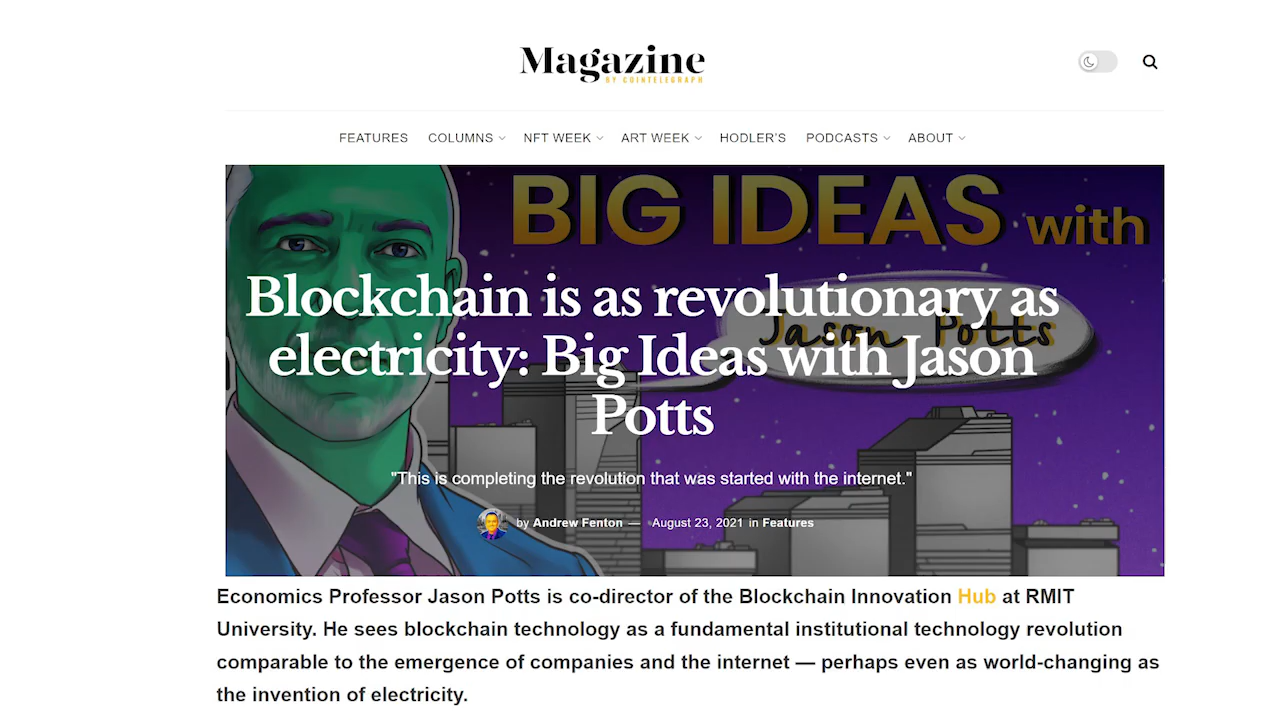 Magazine
BY COINTELEGRAPH
FEATURES COLUMNS NFT WEEK ART WEEK HODLER'S PODCASTS ABOUT
BIG IDEAS with
Jason Potts
Blockchain is as revolutionary as
electricity: Big Ideas with Jason
Potts
"This is completing the revolution that was started with the internet."
by Andrew Fenton — August 23, 2021 in Features
Economics Professor Jason Potts is co-director of the Blockchain Innovation Hub at RMIT
University. He sees blockchain technology as a fundamental institutional technology revolution
comparable to the emergence of companies and the internet — perhaps even as world-changing as
the invention of electricity.